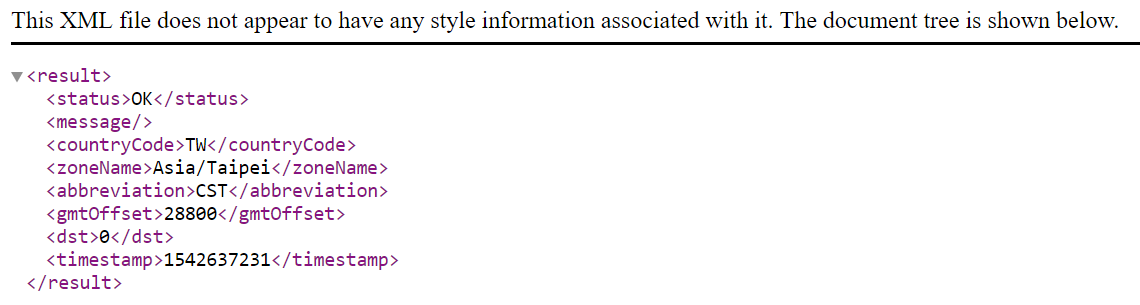 This XML file does not appear to have any style information associated with it. The document tree is shown below.
▼<result>
<status>OK</status>
<message/>
<countryCode>TW</countryCode>
<zoneName>Asia/Taipei</zoneName>
<abbreviation>CST</abbreviation>
<gmtOffset>28800</gmtOffset>
<dst>0</dst>
<timestamp>1542637231</timestamp>
</result>